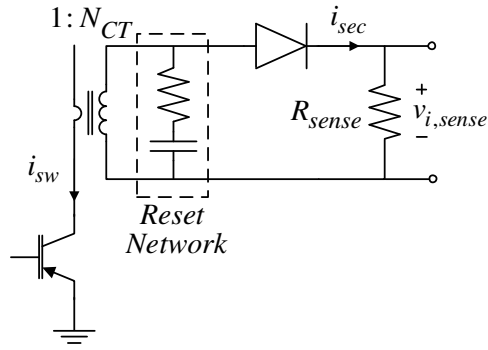 1: N_CT
i_sec
R_sense
+
v_i,sense
−
i_sw
Reset
Network